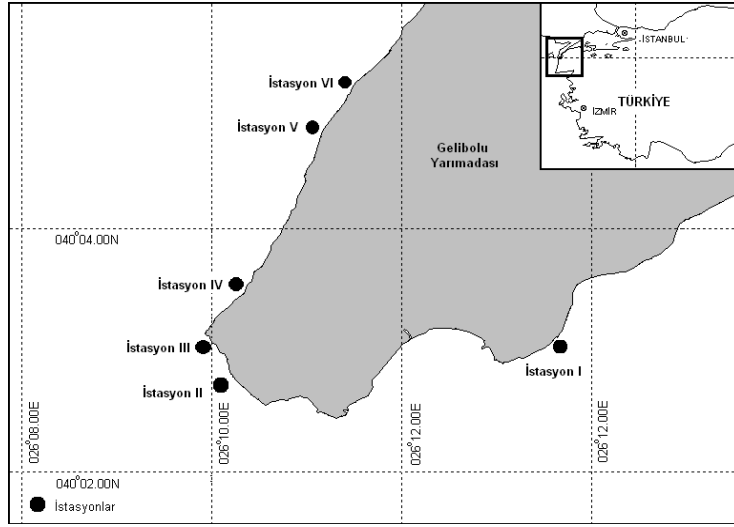 İSTANBUL
TÜRKİYE
İZMİR
İstasyon VI
İstasyon V
Gelibolu
Yarımadası
040°04.00N
İstasyon IV
İstasyon III
İstasyon I
İstasyon II
026°08.00E
026°10.00E
026°12.00E
026°12.00E
040°02.00N
İstasyonlar